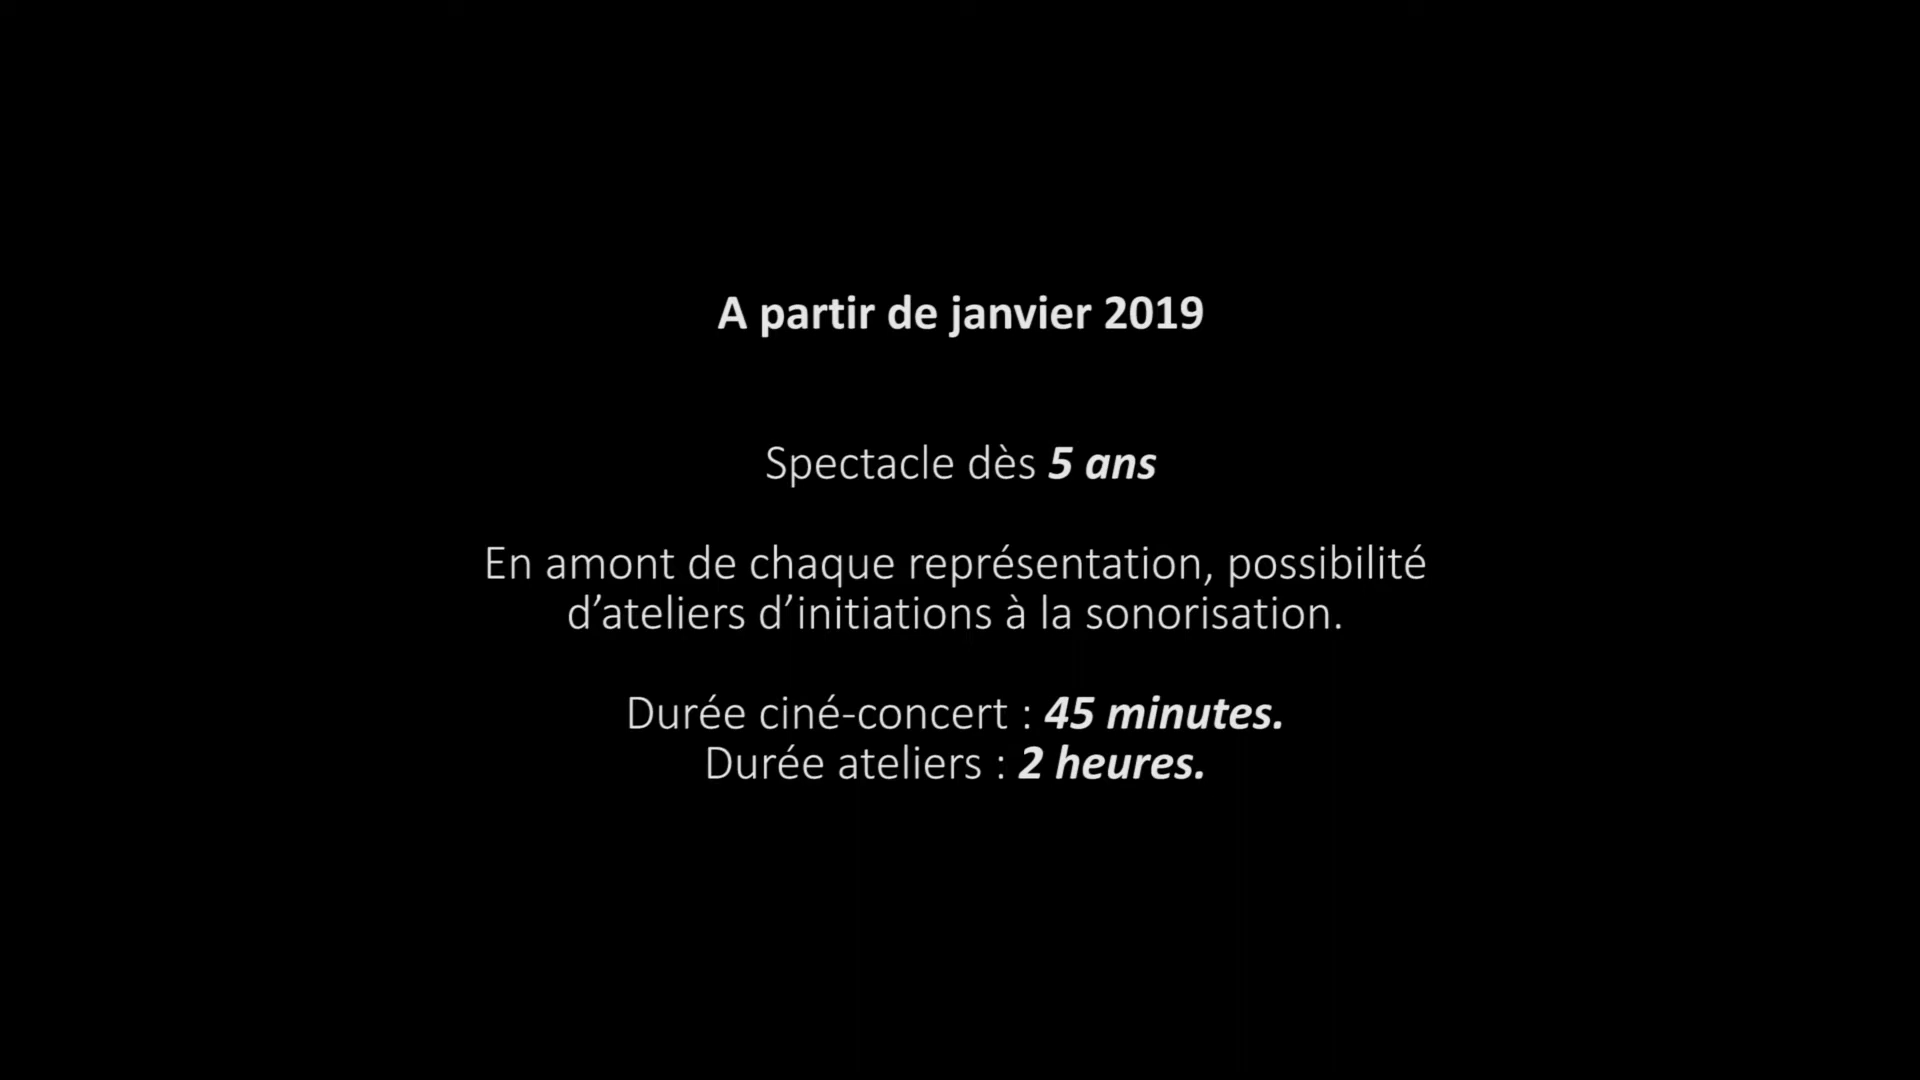 A partir de janvier 2019
Spectacle dès 5 ans
En amont de chaque représentation, possibilité
d’ateliers d’initiations à la sonorisation.
Durée ciné-concert : 45 minutes.
Durée ateliers : 2 heures.